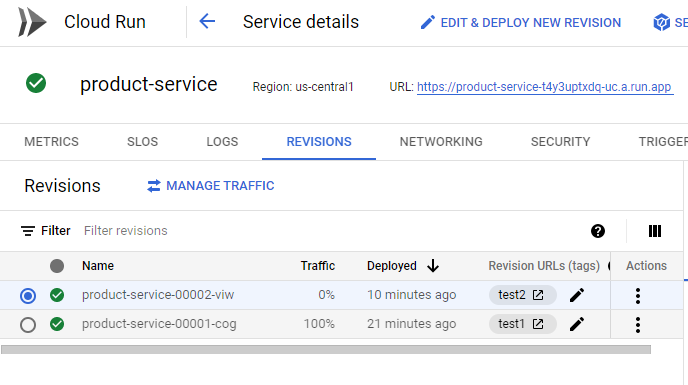 Cloud Run Service details EDIT & DEPLOY NEW REVISION SE
product-service Region: us-central1 URL: https://product-service-t4y3uptxdq-uc.a.run.app
METRICS SLOS LOGS REVISIONS NETWORKING SECURITY TRIGGER
Revisions MANAGE TRAFFIC
Filter Filter revisions
Name Traffic Deployed Revision URLs (tags) Actions
product-service-00002-viw 0% 10 minutes ago test2
product-service-00001-cog 100% 21 minutes ago test1